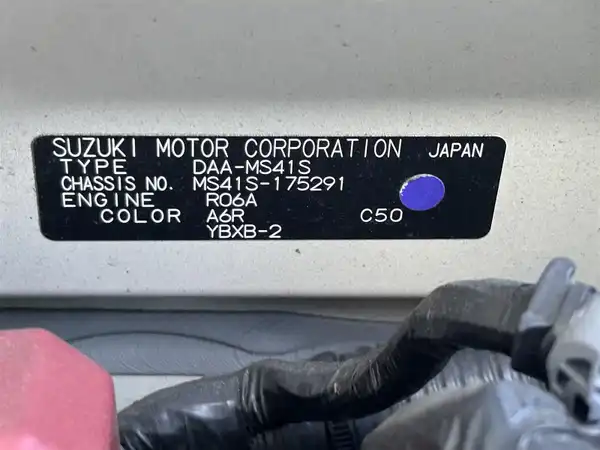 SUZUKI MOTOR CORPORATION JAPAN
TYPE DAA-MS41S
CHASSIS NO. MS41S-175291
ENGINE R06A
COLOR A6R C50
YBXB-2